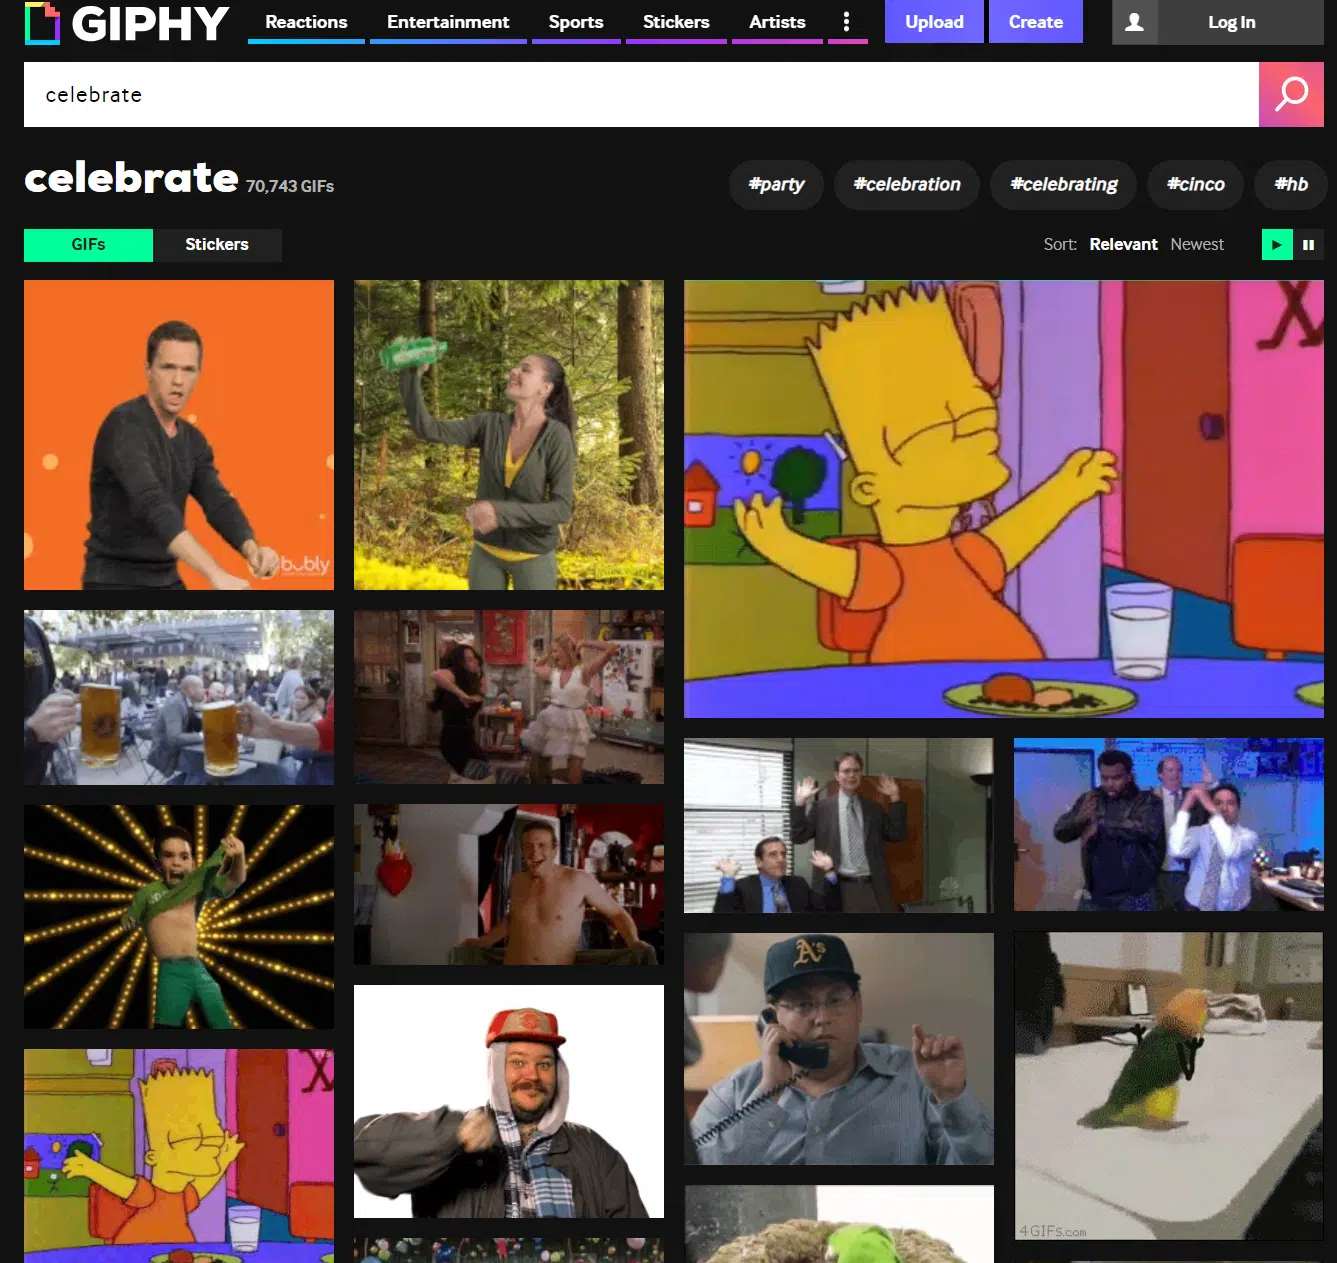 GIPHY
Reactions
Entertainment
Sports
Stickers
Artists
Upload
Create
Log In
celebrate
celebrate 70,743 GIFs
#party
#celebration
#celebrating
#cinco
#hb
GIFs
Stickers
Sort: Relevant Newest
bubly
A's
4GIFs.com